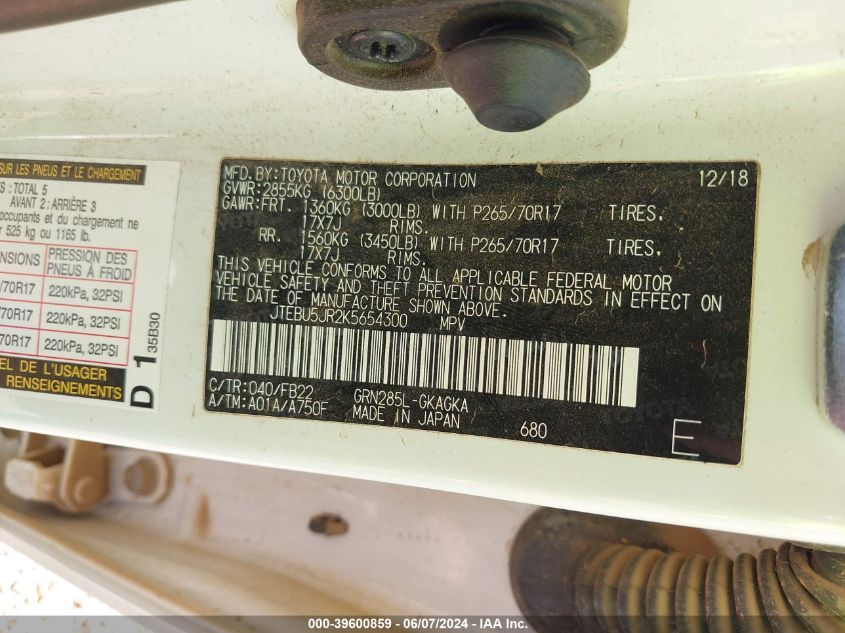 SUR LES PNEUS ET LE CHARGEMENT
: TOTAL 5
AVANT 2: ARRIÈRE 3
occupants et du chargement ne
525 kg ou 1165 lb.
PRESSION DES
PNEUS À FROID
/70R17 220kPa, 32PSI
70R17 220kPa, 32PSI
70R17 220kPa, 32PSI
EL DE L'USAGER
RENSEIGNEMENTS
D 1 35B30
MFD. BY: TOYOTA MOTOR CORPORATION 12/18
GVWR: 2855KG (6300LB)
GAWR: FRT. 1360KG (3000LB) WITH P265/70R17 TIRES,
17X7J RIMS.
RR. 1560KG (3450LB) WITH P265/70R17 TIRES,
17X7J RIMS.
THIS VEHICLE CONFORMS TO ALL APPLICABLE FEDERAL MOTOR
VEHICLE SAFETY AND THEFT PREVENTION STANDARDS IN EFFECT ON
THE DATE OF MANUFACTURE SHOWN ABOVE.
JTEBU5JR2K5654300 MPV
C/TR: 040/FB22 GRN285L-GKAGKA
A/TM: A01A/A750F MADE IN JAPAN 680 E
000-39600859 - 06/07/2024 - IAA Inc.